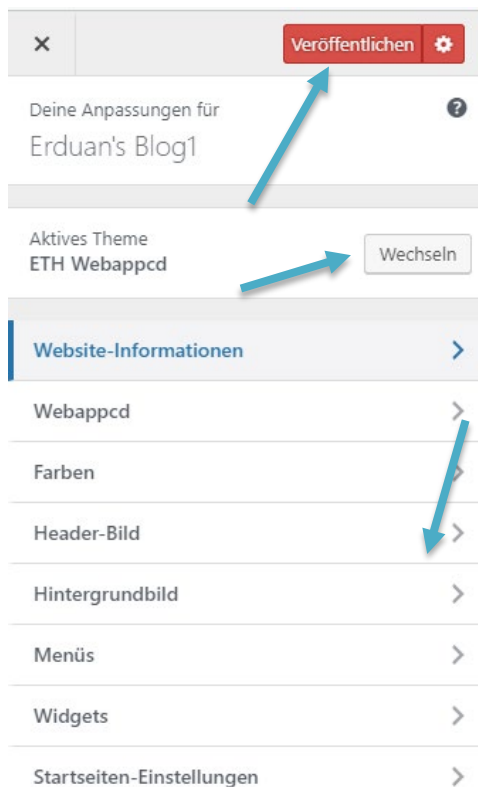 Veröffentlichen
Deine Anpassungen für
Erduan's Blog1
Aktives Theme
ETH Webappcd
Wechseln
Website-Informationen
Webappcd
Farben
Header-Bild
Hintergrundbild
Menüs
Widgets
Startseiten-Einstellungen